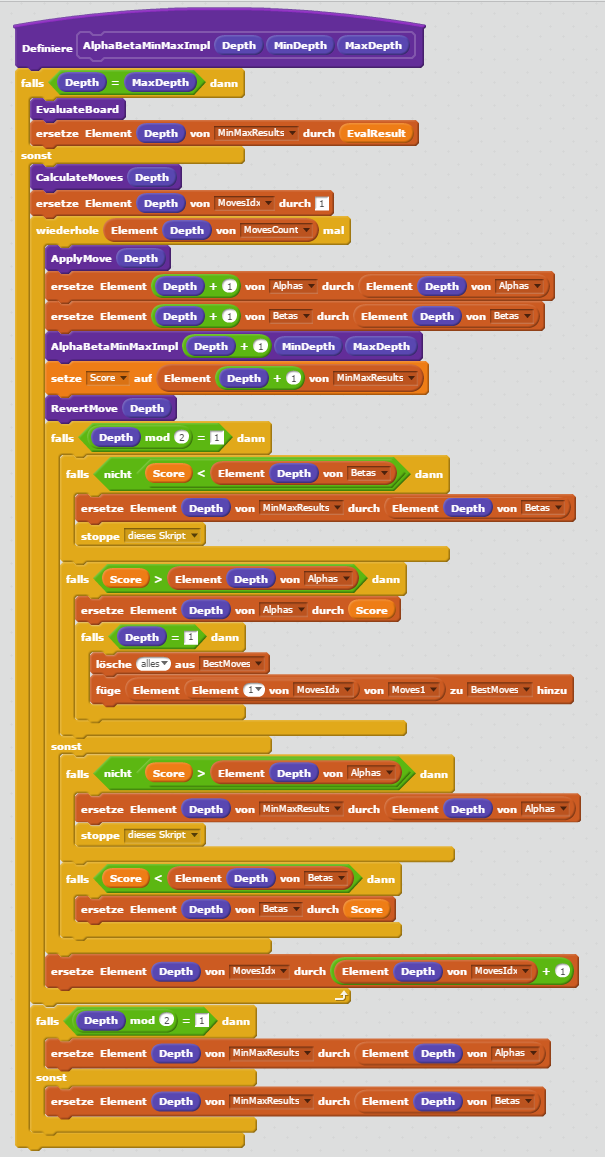 Definiere AlphaBetaMinMaxImpl Depth MinDepth MaxDepth
falls Depth = MaxDepth dann
EvaluateBoard
ersetze Element Depth von MinMaxResults durch EvalResult
sonst
CalculateMoves Depth
ersetze Element Depth von MovesIdx durch 1
wiederhole Element Depth von MovesCount mal
ApplyMove Depth
ersetze Element Depth + 1 von Alphas durch Element Depth von Alphas
ersetze Element Depth + 1 von Betas durch Element Depth von Betas
AlphaBetaMinMaxImpl Depth + 1 MinDepth MaxDepth
setze Score auf Element Depth + 1 von MinMaxResults
RevertMove Depth
falls Depth mod 2 = 1 dann
falls nicht Score < Element Depth von Betas dann
ersetze Element Depth von MinMaxResults durch Element Depth von Betas
stoppe dieses Skript
falls Score > Element Depth von Alphas dann
ersetze Element Depth von Alphas durch Score
falls Depth = 1 dann
lösche alles aus BestMoves
füge Element Element 1 von MovesIdx von Moves1 zu BestMoves hinzu
sonst
falls nicht Score > Element Depth von Alphas dann
ersetze Element Depth von MinMaxResults durch Element Depth von Alphas
stoppe dieses Skript
falls Score < Element Depth von Betas dann
ersetze Element Depth von Betas durch Score
ersetze Element Depth von MovesIdx durch Element Depth von MovesIdx + 1
falls Depth mod 2 = 1 dann
ersetze Element Depth von MinMaxResults durch Element Depth von Alphas
sonst
ersetze Element Depth von MinMaxResults durch Element Depth von Betas